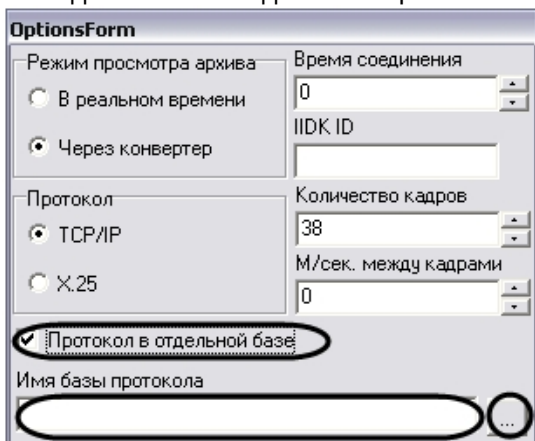 OptionsForm
Режим просмотра архива
В реальном времени
Через конвертер
Время соединения
0
IIDK ID
Протокол
TCP/IP
X.25
Количество кадров
38
М/сек. между кадрами
0
Протокол в отдельной базе
Имя базы протокола
...